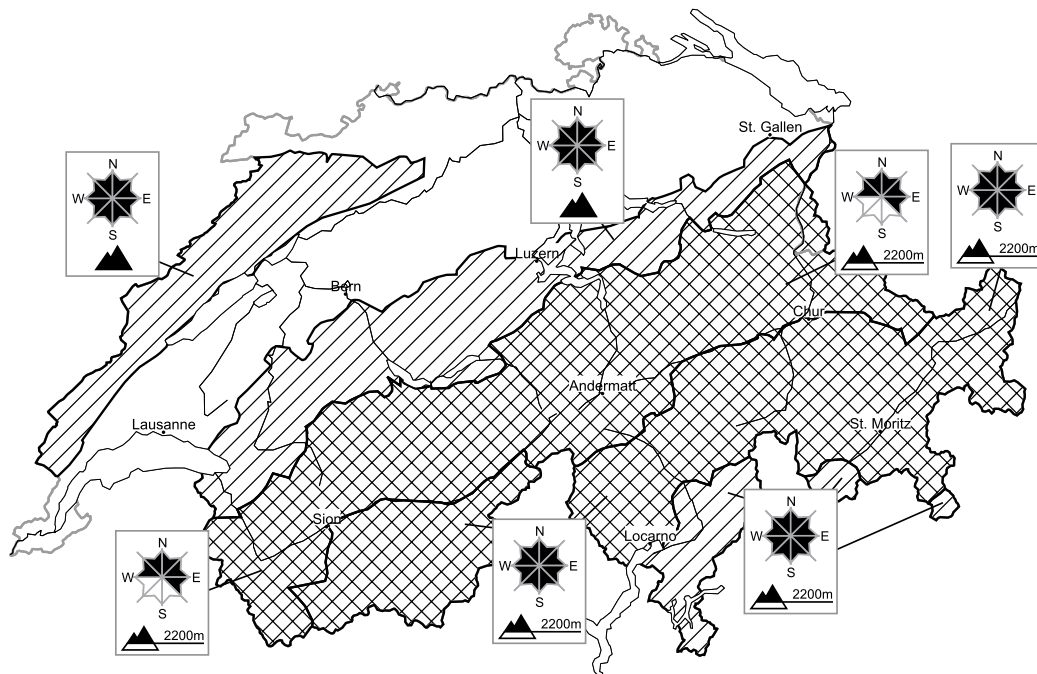 St. Gallen
N
W E
S
N
W E
S
N
W E
S
2200m
N
W E
S
2200m
Luzern
Bern
Chur
Andermatt
St. Moritz
Lausanne
Sion
Locarno
N
W E
S
2200m
N
W E
S
2200m
N
W E
S
2200m